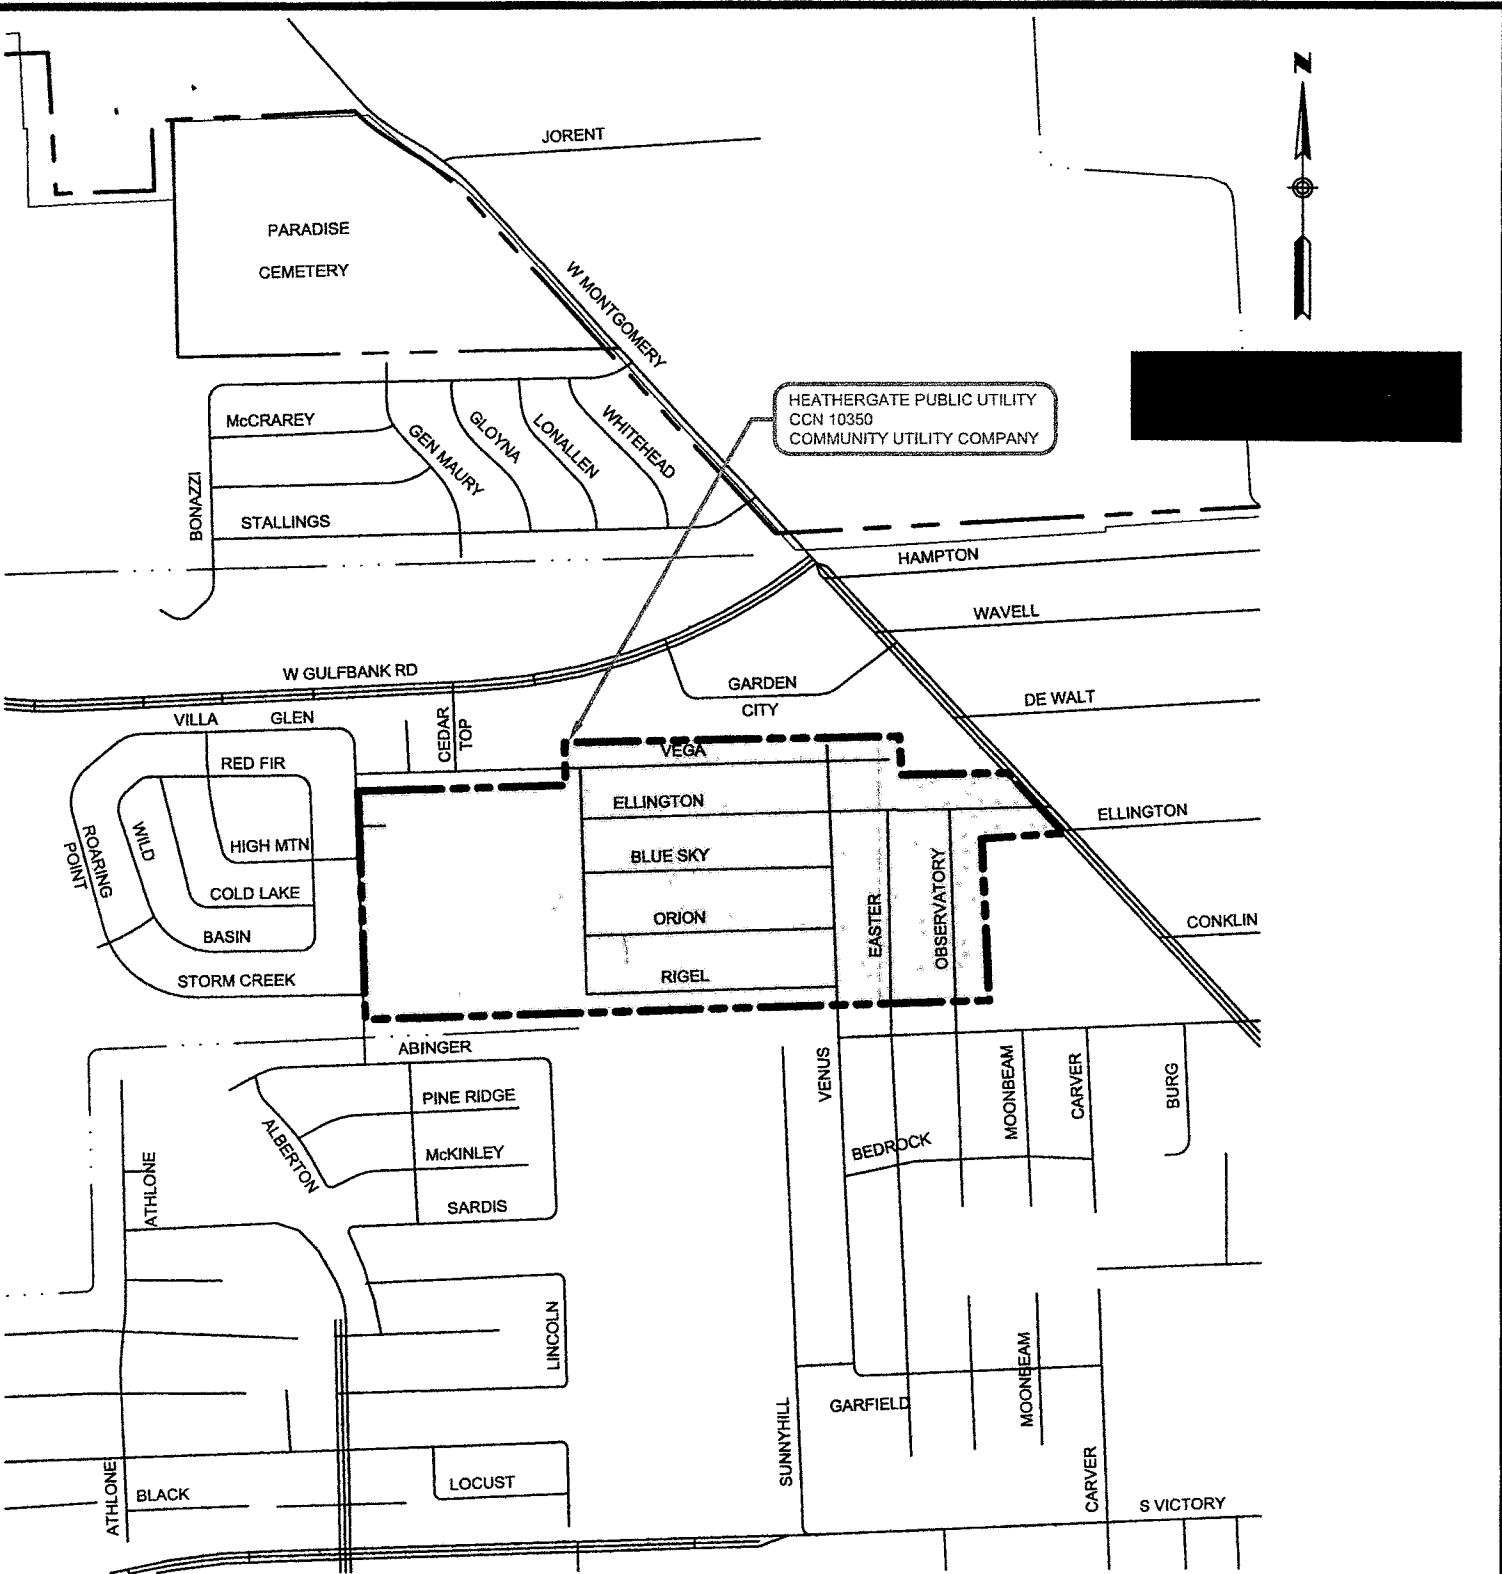 N
JORENT
PARADISE
CEMETERY
W MONTGOMERY
HEATHERGATE PUBLIC UTILITY
CCN 10350
COMMUNITY UTILITY COMPANY
McCRAREY
GEN MAURY
GLOYNA
LONALLEN
WHITEHEAD
BONAZZI
STALLINGS
HAMPTON
WAVELL
W GULFBANK RD
GARDEN
CITY
DE WALT
VILLA GLEN
CEDAR
TOP
VEGA
RED FIR
ELLINGTON
ELLINGTON
ROARING
POINT
WILD
HIGH MTN
BLUE SKY
COLD LAKE
ORION
EASTER
OBSERVATORY
CONKLIN
BASIN
STORM CREEK
RIGEL
ABINGER
VENUS
MOONBEAM
CARVER
BURG
PINE RIDGE
ALBERTON
McKINLEY
BEDROCK
ATHLONE
SARDIS
LINCOLN
MOONBEAM
GARFIELD
SUNNYHILL
ATHLONE
BLACK
LOCUST
CARVER
S VICTORY